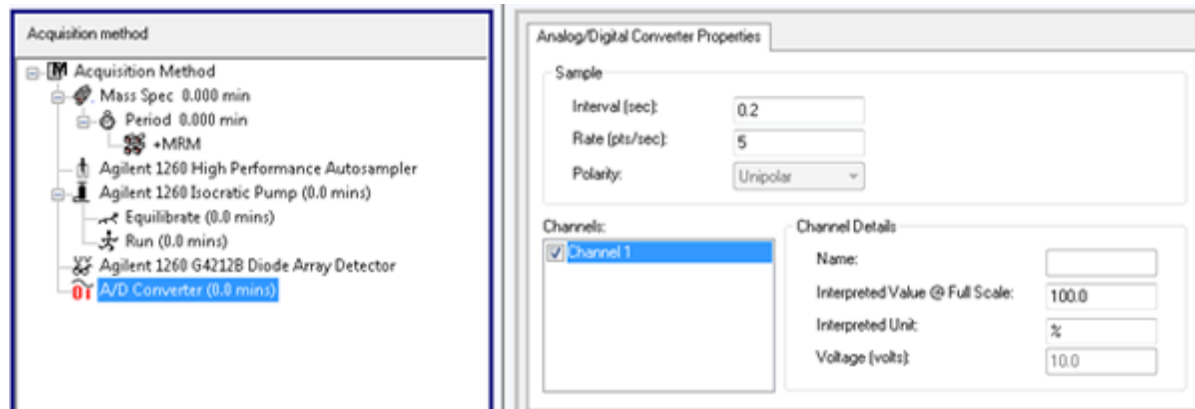 Acquisition method
Acquisition Method
Mass Spec 0.000 min
Period 0.000 min
+MRM
Agilent 1260 High Performance Autosampler
Agilent 1260 Isocratic Pump (0.0 mins)
Equilibrate (0.0 mins)
Run (0.0 mins)
Agilent 1260 G4212B Diode Array Detector
A/D Converter (0.0 mins)
Analog/Digital Converter Properties
Sample
Interval (sec): 0.2
Rate (pts/sec): 5
Polarity: Unipolar
Channels:
Channel 1
Channel Details
Name:
Interpreted Value @ Full Scale: 100.0
Interpreted Unit: %
Voltage (volts): 10.0